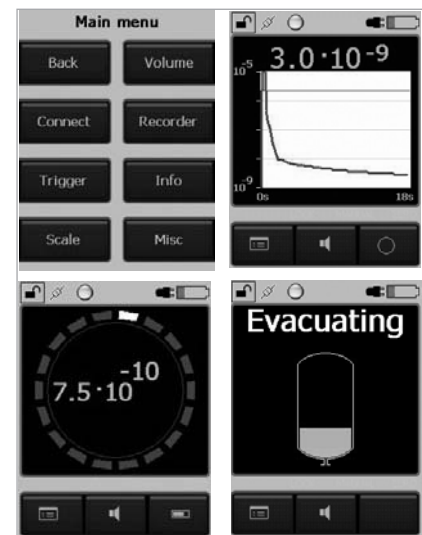 Main menu
Back Volume
Connect Recorder
Trigger Info
Scale Misc
3.0·10-9
10-5
10-9
0s 18s
7.5·10-10
Evacuating